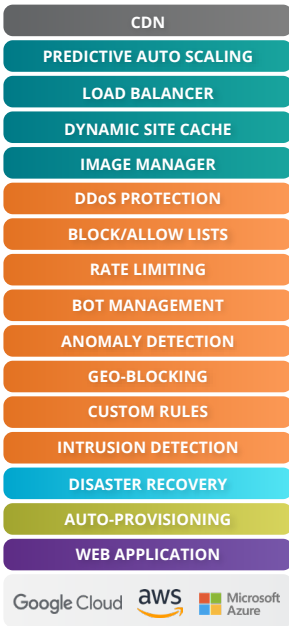 CDN
PREDICTIVE AUTO SCALING
LOAD BALANCER
DYNAMIC SITE CACHE
IMAGE MANAGER
DDoS PROTECTION
BLOCK/ALLOW LISTS
RATE LIMITING
BOT MANAGEMENT
ANOMALY DETECTION
GEO-BLOCKING
CUSTOM RULES
INTRUSION DETECTION
DISASTER RECOVERY
AUTO-PROVISIONING
WEB APPLICATION
Google Cloud aws Microsoft
Azure